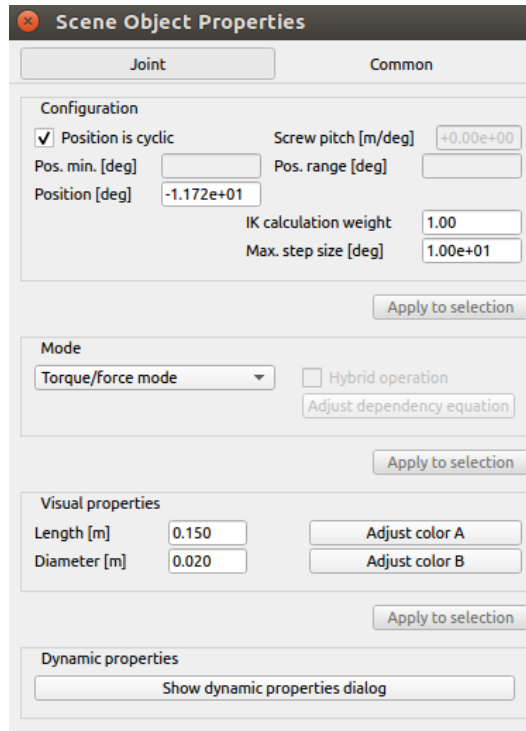 Scene Object Properties
Joint Common
Configuration
Position is cyclic Screw pitch [m/deg] +0.00e+00
Pos. min. [deg] Pos. range [deg]
Position [deg] -1.172e+01
IK calculation weight 1.00
Max. step size [deg] 1.00e+01
Apply to selection
Mode
Torque/force mode Hybrid operation
Adjust dependency equation
Apply to selection
Visual properties
Length [m] 0.150 Adjust color A
Diameter [m] 0.020 Adjust color B
Apply to selection
Dynamic properties
Show dynamic properties dialog